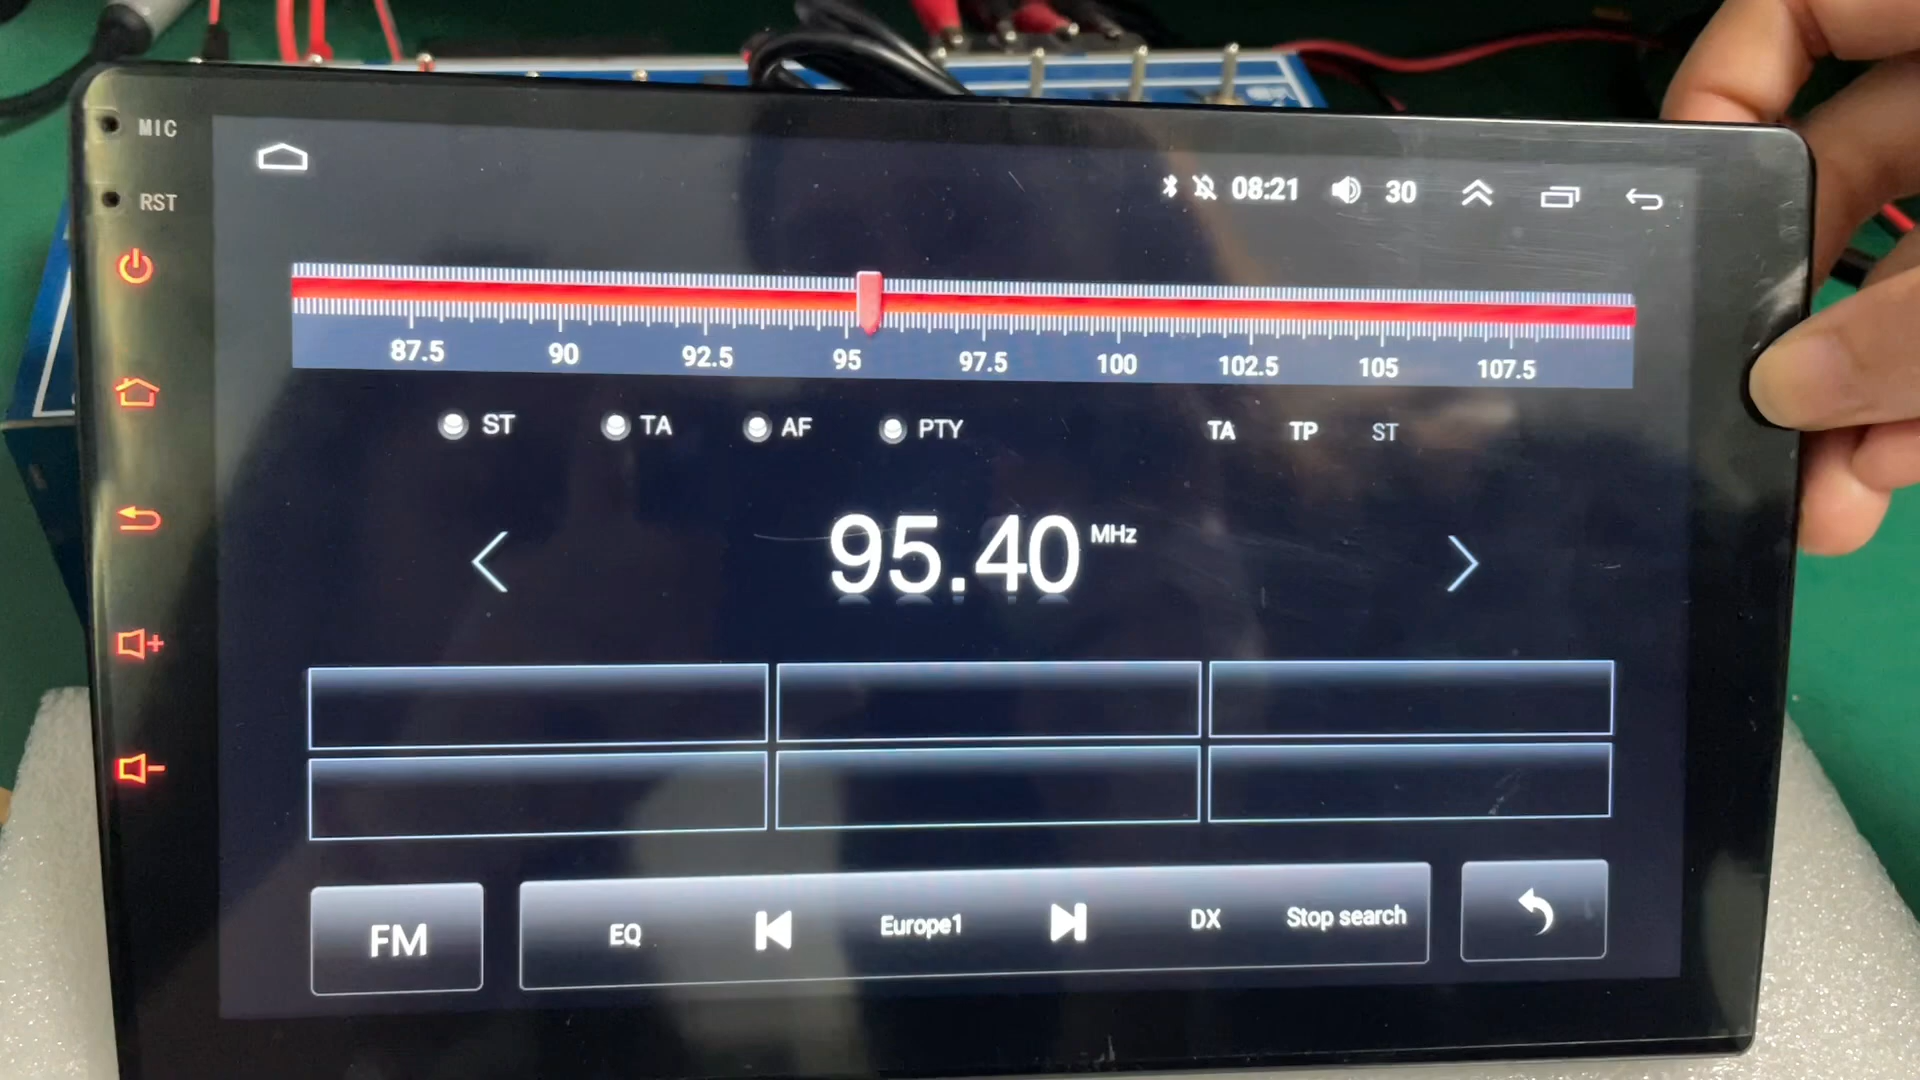 MIC
RST
08:21 30
87.5 90 92.5 95 97.5 100 102.5 105 107.5
ST TA AF PTY TA TP ST
95.40 MHz
FM EQ Europe1 DX Stop search